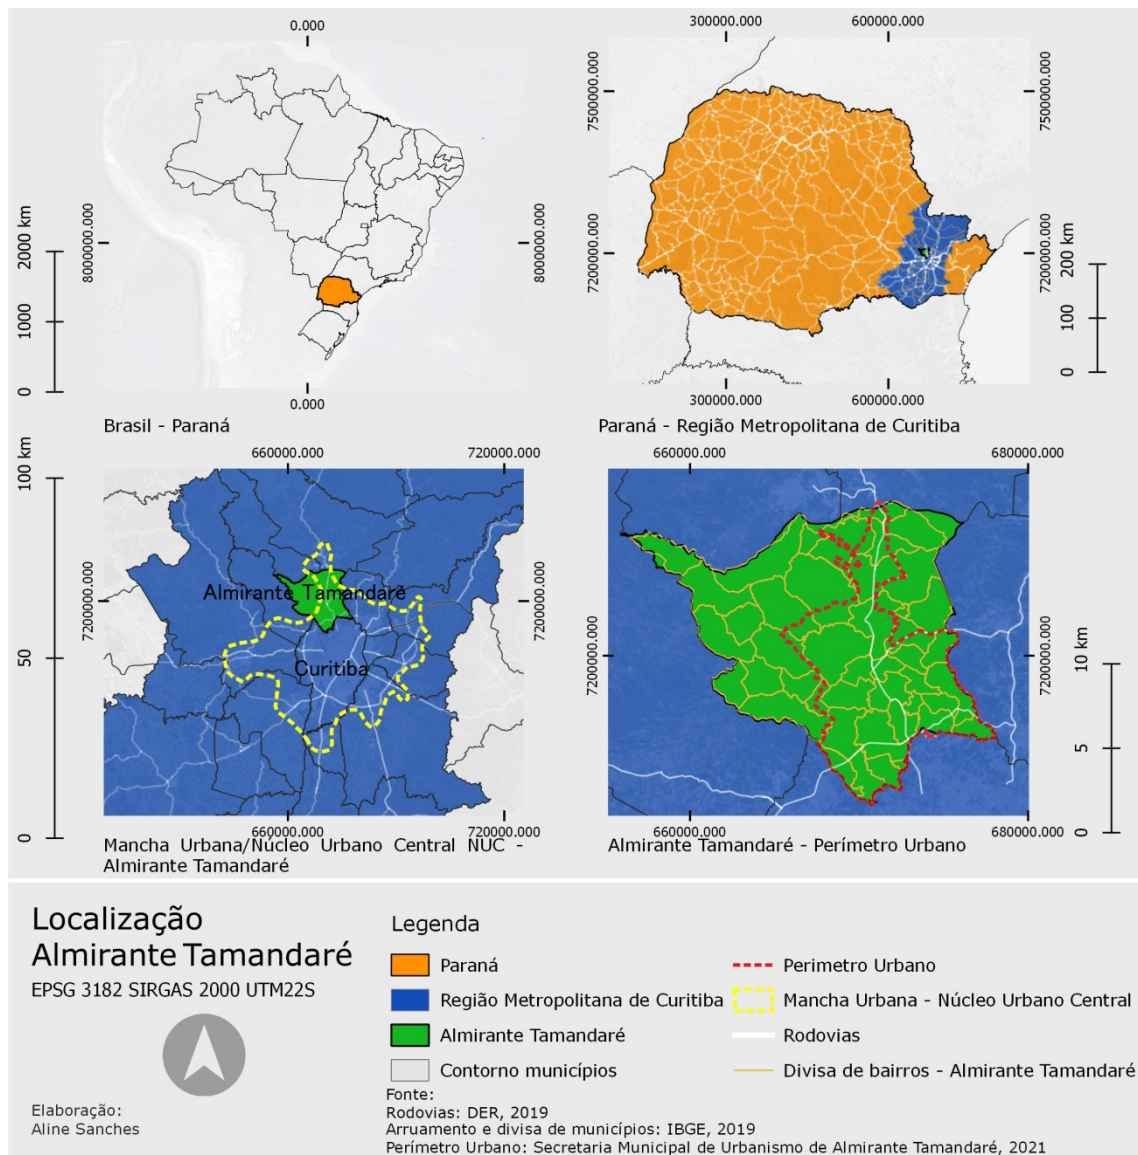 0.000
300000.000
600000.000
7500000.000
7500000.000
2000 km
1000
0
8000000.000
8000000.000
7200000.000
7200000.000
200 km
100
0
0.000
300000.000
600000.000
Brasil - Paraná
Paraná - Região Metropolitana de Curitiba
660000.000
720000.000
660000.000
680000.000
100 km
50
0
7200000.000
7200000.000
Almirante Tamandaré
Curitiba
7200000.000
7200000.000
10 km
5
0
660000.000
720000.000
660000.000
680000.000
Mancha Urbana/Núcleo Urbano Central NUC -
Almirante Tamandaré
Almirante Tamandaré - Perímetro Urbano
Localização
Almirante Tamandaré
EPSG 3182 SIRGAS 2000 UTM22S
Elaboração:
Aline Sanches
Legenda
Paraná
Região Metropolitana de Curitiba
Almirante Tamandaré
Contorno municípios
Perimetro Urbano
Mancha Urbana - Núcleo Urbano Central
Rodovias
Divisa de bairros - Almirante Tamandaré
Fonte:
Rodovias: DER, 2019
Arruamento e divisa de municípios: IBGE, 2019
Perímetro Urbano: Secretaria Municipal de Urbanismo de Almirante Tamandaré, 2021